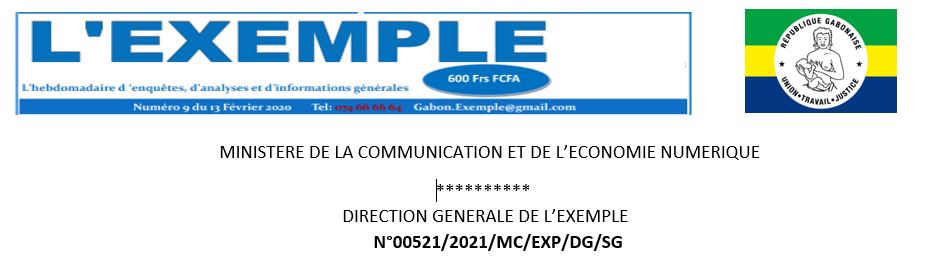 L'EXEMPLE
600 Frs FCFA
L'hebdomadaire d 'enquêtes, d'analyses et d'informations générales
Numéro 9 du 13 Février 2020 Tel: 074 66 66 64 Gabon.Exemple@gmail.com
RÉPUBLIQUE GABONAISE
UNION•TRAVAIL•JUSTICE
MINISTERE DE LA COMMUNICATION ET DE L’ECONOMIE NUMERIQUE
**********
DIRECTION GENERALE DE L’EXEMPLE
N°00521/2021/MC/EXP/DG/SG